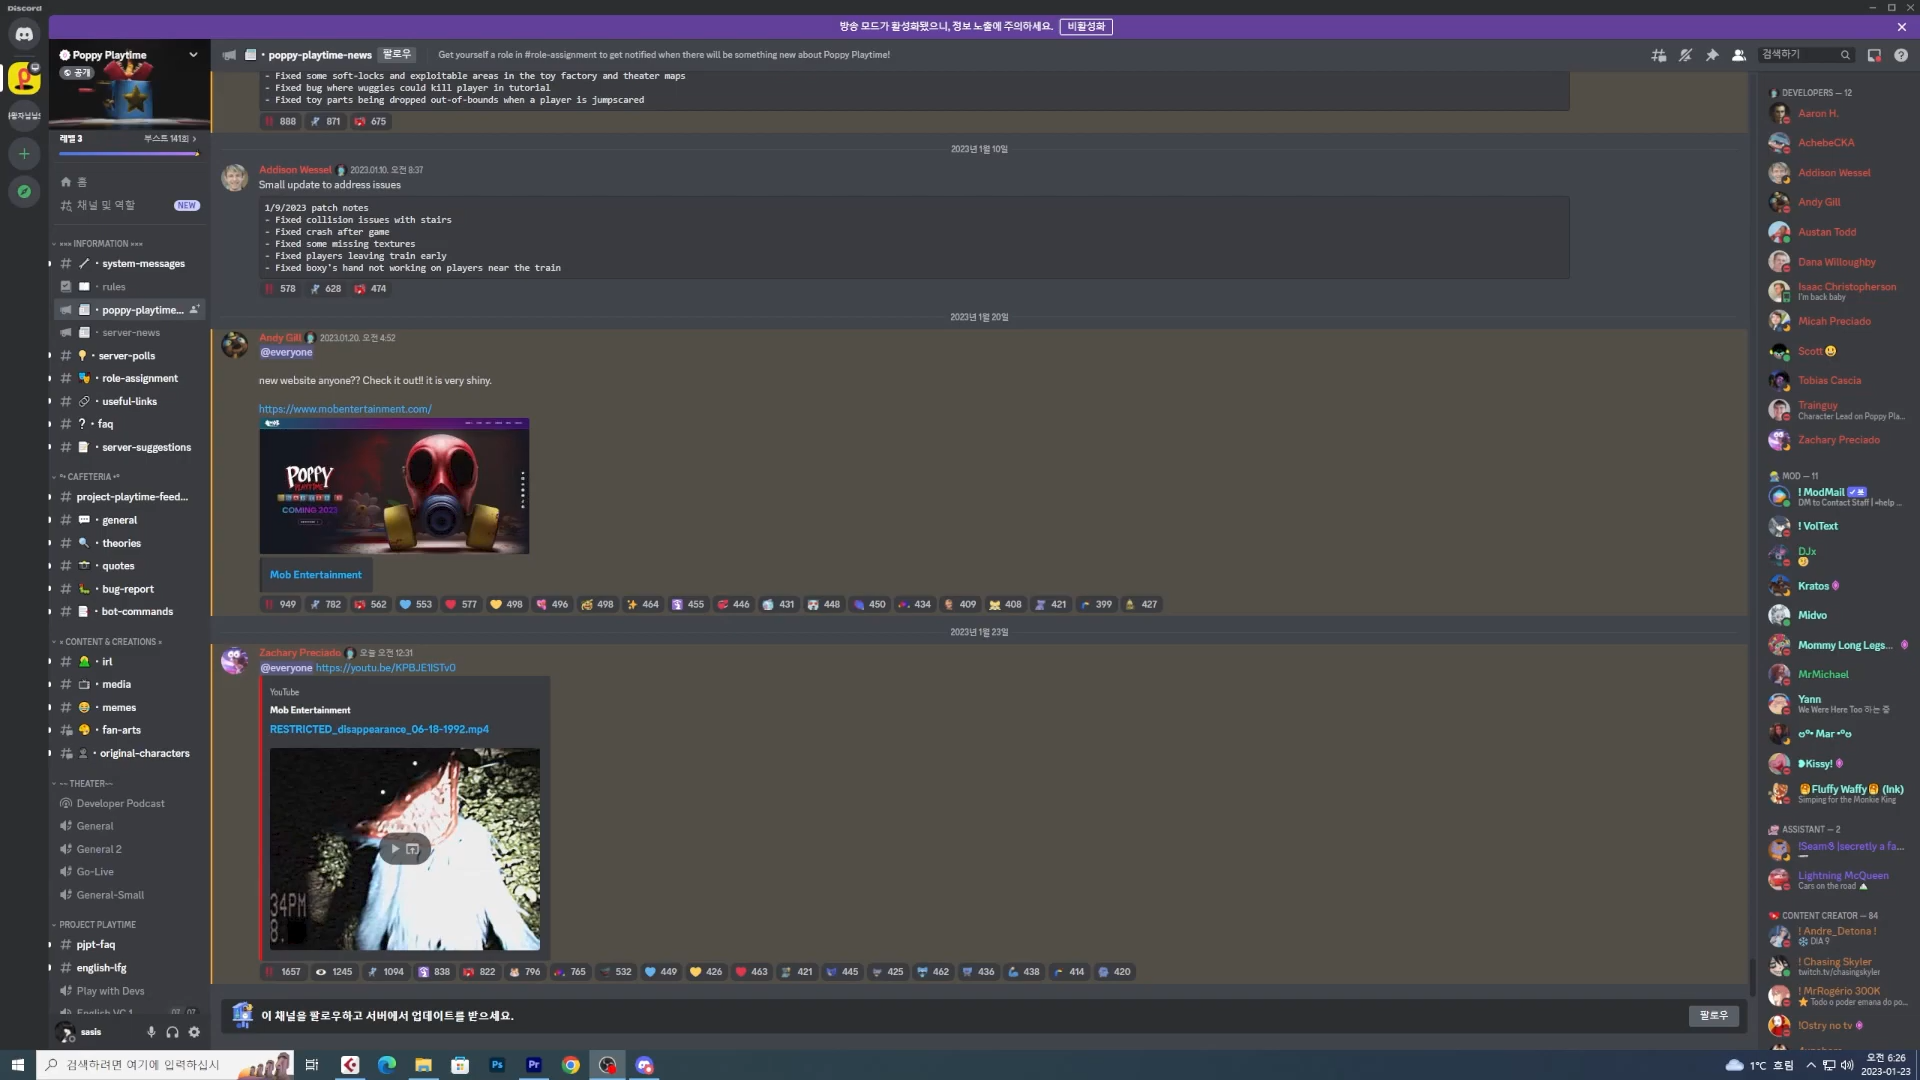 Discord
방송 모드가 활성화됐으니, 정보 노출에 주의하세요. 비활성화
Poppy Playtime
공개
레벨 3 부스트 141회
홈
채널 및 역할 NEW
INFORMATION
system-messages
rules
poppy-playtime...
server-news
server-polls
role-assignment
useful-links
faq
server-suggestions
CAFETERIA
project-playtime-feed...
general
theories
quotes
bug-report
bot-commands
CONTENT & CREATIONS
irl
media
memes
fan-arts
original-characters
THEATER
Developer Podcast
General
General 2
Go-Live
General-Small
PROJECT PLAYTIME
pjpt-faq
english-lfg
Play with Devs
English VC 1
sasis
poppy-playtime-news 팔로우 Get yourself a role in #role-assignment to get notified when there will be something new about Poppy Playtime!
검색하기
- Fixed some soft-locks and exploitable areas in the toy factory and theater maps
- Fixed bug where wuggies could kill player in tutorial
- Fixed toy parts being dropped out-of-bounds when a player is jumpscared
888 871 675
2023년 1월 10일
Addison Wessel 2023.01.10. 오전 8:37
Small update to address issues
1/9/2023 patch notes
- Fixed collision issues with stairs
- Fixed crash after game
- Fixed some missing textures
- Fixed players leaving train early
- Fixed boxy's hand not working on players near the train
578 628 474
2023년 1월 20일
Andy Gill 2023.01.20. 오전 4:52
@everyone
new website anyone?? Check it out!! it is very shiny.
https://www.mobentertainment.com/
POPPY
PLAYTIME
COMING 2023
Mob Entertainment
949 782 562 553 577 498 496 498 464 455 446 431 448 450 434 409 408 421 399 427
2023년 1월 23일
Zachary Preciado 오늘 오전 12:31
@everyone https://youtu.be/KPBJE1ISTv0
YouTube
Mob Entertainment
RESTRICTED_disappearance_06-18-1992.mp4
34PM
8.
1657 1245 1094 838 822 796 765 532 449 426 463 421 445 425 462 436 438 414 420
이 채널을 팔로우하고 서버에서 업데이트를 받으세요. 팔로우
DEVELOPERS — 12
Aaron H.
AchebeCKA
Addison Wessel
Andy Gill
Austan Todd
Dana Willoughby
Isaac Christopherson
I'm back baby
Micah Preciado
Scott
Tobias Cascia
Trainguy
Character Lead on Poppy Pla...
Zachary Preciado
MOD — 11
! ModMail 봇
DM to Contact Staff | =help ...
! VolText
DJx
Kratos
Midvo
Mommy Long Legs...
MrMichael
Yann
We Were Here Too 하는 중
Mar
Kissy!
Fluffy Waffy (Ink)
Simping for the Monkie King
ASSISTANT — 2
!Seam |secretly a fa...
Lightning McQueen
Cars on the road
CONTENT CREATOR — 84
! Andre_Detona !
DIA 9
! Chasing Skyler
twitch.tv/chasingskyler
! MrRogério 300K
Todo o poder emana do po...
!Ostry no tv
검색하려면 여기에 입력하십시
Ps
Pr
1°C 흐림
오전 6:26
2023-01-23